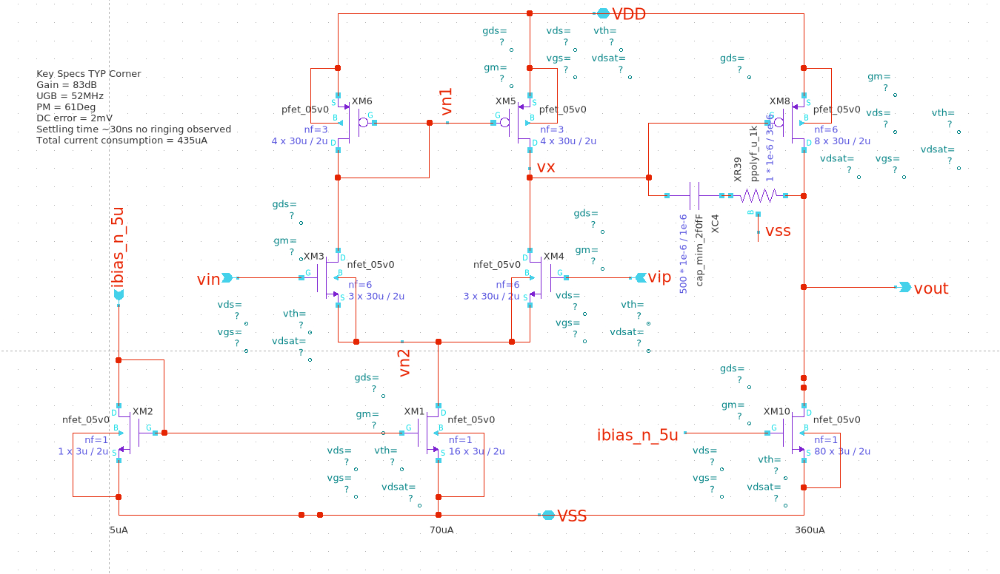 VDD
gds=
?
vds=
?
vth=
?
gm=
?
vgs=
?
vdsat=
?
gds=
?
gm=
?
vds=
?
vth=
?
vdsat=
?
vgs=
?
vdsat=
?
Key Specs TYP Corner
Gain = 83dB
UGB = 52MHz
PM = 61Deg
DC error = 2mV
Settling time ~30ns no ringing observed
Total current consumption = 435uA
XM6
pfet_05v0
nf=3
4 x 30u / 2u
S
B
G
D
vn1
XM5
pfet_05v0
nf=3
4 x 30u / 2u
S
B
G
D
XM8
pfet_05v0
nf=6
8 x 30u / 2u
S
B
G
D
vx
XR39
ppolyf_u_1k
1 * 1e-6 / 3e-6
B
vss
XC4
cap_mim_2f0fF
500 * 1e-6 / 1e-6
ibias_n_5u
gds=
?
gm=
?
vin
XM3
nfet_05v0
nf=6
3 x 30u / 2u
G
D
B
S
vds=
?
vth=
?
vgs=
?
vdsat=
?
gds=
?
gm=
?
XM4
nfet_05v0
nf=6
3 x 30u / 2u
D
B
G
S
vip
vds=
?
vth=
?
vgs=
?
vdsat=
?
vout
vn2
XM2
nfet_05v0
nf=1
1 x 3u / 2u
D
B
G
S
gds=
?
gm=
?
XM1
nfet_05v0
nf=1
16 x 3u / 2u
G
D
B
S
vds=
?
vth=
?
vgs=
?
vdsat=
?
gds=
?
gm=
?
ibias_n_5u
XM10
nfet_05v0
nf=1
80 x 3u / 2u
G
D
B
S
vds=
?
vth=
?
vgs=
?
vdsat=
?
VSS
5uA
70uA
360uA